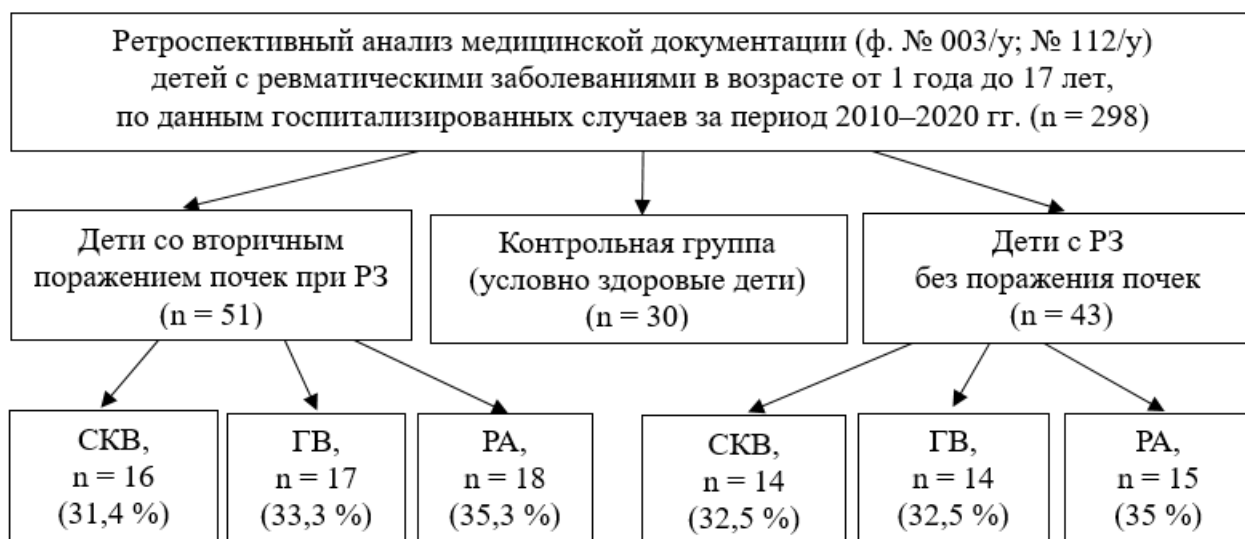 Ретроспективный анализ медицинской документации (ф. № 003/у; № 112/у)
детей с ревматическими заболеваниями в возрасте от 1 года до 17 лет,
по данным госпитализированных случаев за период 2010–2020 гг. (n = 298)
Дети со вторичным
поражением почек при РЗ
(n = 51)
Контрольная группа
(условно здоровые дети)
(n = 30)
Дети с РЗ
без поражения почек
(n = 43)
СКВ,
n = 16
(31,4 %)
ГВ,
n = 17
(33,3 %)
РА,
n = 18
(35,3 %)
СКВ,
n = 14
(32,5 %)
ГВ,
n = 14
(32,5 %)
РА,
n = 15
(35 %)